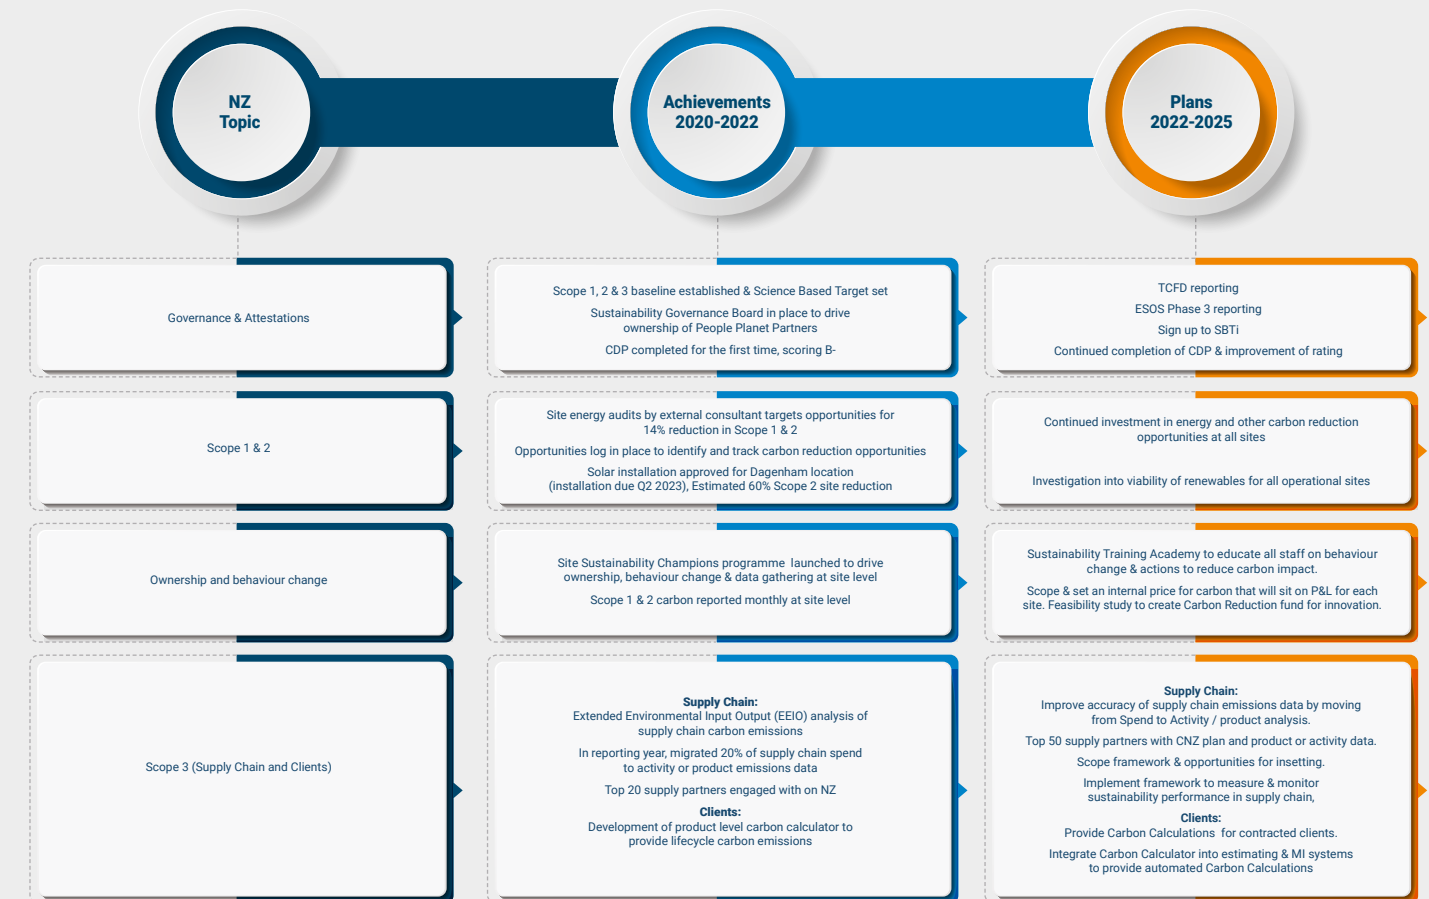 NZ
Topic
Achievements
2020-2022
Plans
2022-2025
Governance & Attestations
Scope 1, 2 & 3 baseline established & Science Based Target set
Sustainability Governance Board in place to drive
ownership of People Planet Partners
CDP completed for the first time, scoring B-
TCFD reporting
ESOS Phase 3 reporting
Sign up to SBTi
Continued completion of CDP & improvement of rating
Scope 1 & 2
Site energy audits by external consultant targets opportunities for
14% reduction in Scope 1 & 2
Opportunities log in place to identify and track carbon reduction opportunities
Solar installation approved for Dagenham location
(installation due Q2 2023), Estimated 60% Scope 2 site reduction
Continued investment in energy and other carbon reduction
opportunities at all sites
Investigation into viability of renewables for all operational sites
Ownership and behaviour change
Site Sustainability Champions programme launched to drive
ownership, behaviour change & data gathering at site level
Scope 1 & 2 carbon reported monthly at site level
Sustainability Training Academy to educate all staff on behaviour
change & actions to reduce carbon impact.
Scope & set an internal price for carbon that will sit on P&L for each
site. Feasibility study to create Carbon Reduction fund for innovation.
Scope 3 (Supply Chain and Clients)
Supply Chain:
Extended Environmental Input Output (EEIO) analysis of
supply chain carbon emissions
In reporting year, migrated 20% of supply chain spend
to activity or product emissions data
Top 20 supply partners engaged with on NZ
Clients:
Development of product level carbon calculator to
provide lifecycle carbon emissions
Supply Chain:
Improve accuracy of supply chain emissions data by moving
from Spend to Activity / product analysis.
Top 50 supply partners with CNZ plan and product or activity data.
Scope framework & opportunities for insetting.
Implement framework to measure & monitor
sustainability performance in supply chain,
Clients:
Provide Carbon Calculations for contracted clients.
Integrate Carbon Calculator into estimating & MI systems
to provide automated Carbon Calculations